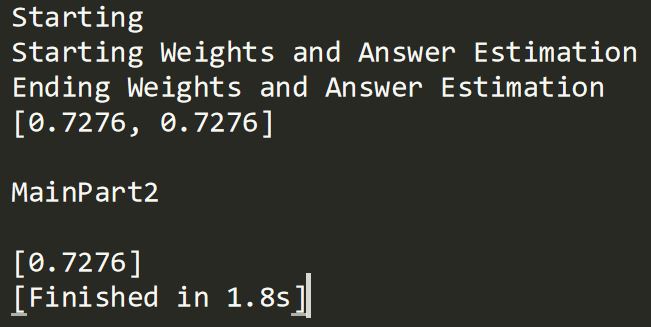 Starting
Starting Weights and Answer Estimation
Ending Weights and Answer Estimation
[0.7276, 0.7276]
MainPart2
[0.7276]
[Finished in 1.8s]